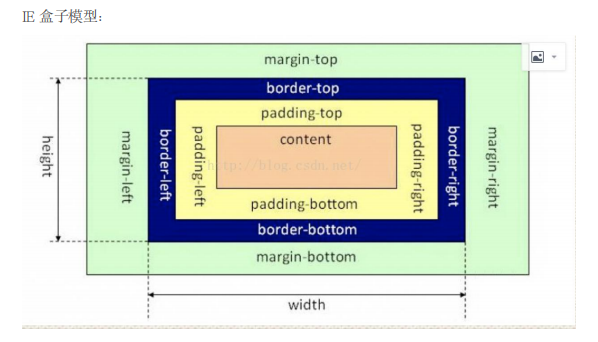 IE 盒子模型:
margin-top
border-top
padding-top
content
height
margin-left
border-left
padding-left
padding-right
border-right
margin-right
http://blog.csdn.net/
padding-bottom
border-bottom
margin-bottom
width